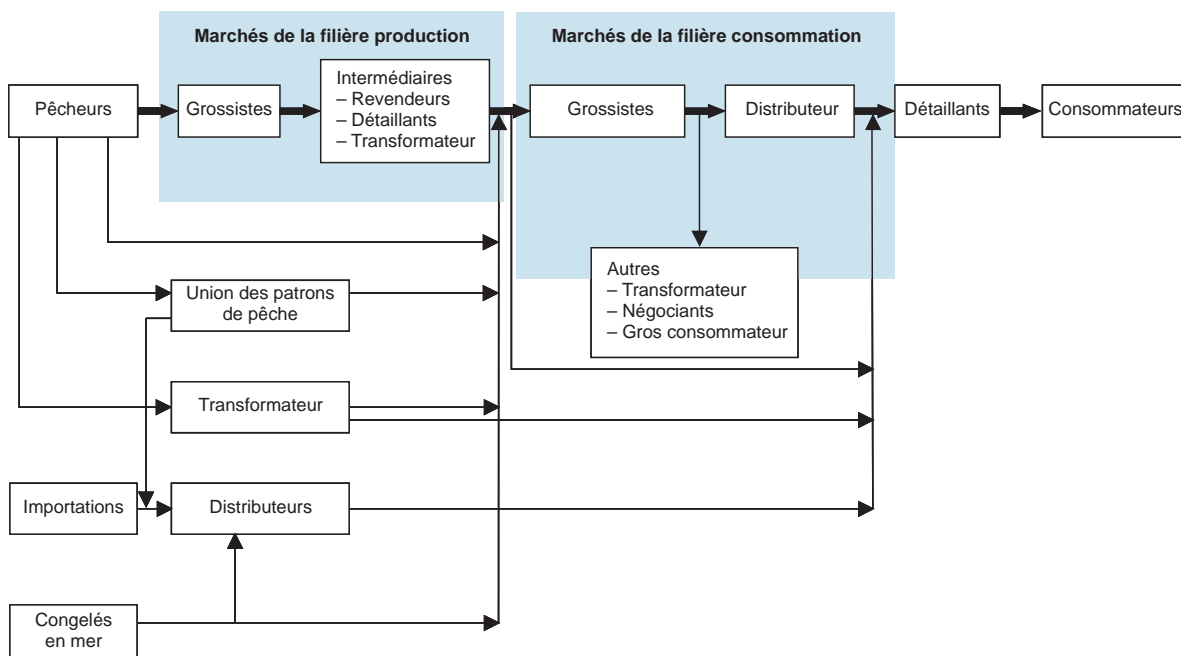 Marchés de la filière production
Marchés de la filière consommation
Pêcheurs
Grossistes
Intermédiaires
– Revendeurs
– Détaillants
– Transformateur
Grossistes
Distributeur
Détaillants
Consommateurs
Autres
– Transformateur
– Négociants
– Gros consommateur
Union des patrons
de pêche
Transformateur
Importations
Distributeurs
Congelés
en mer